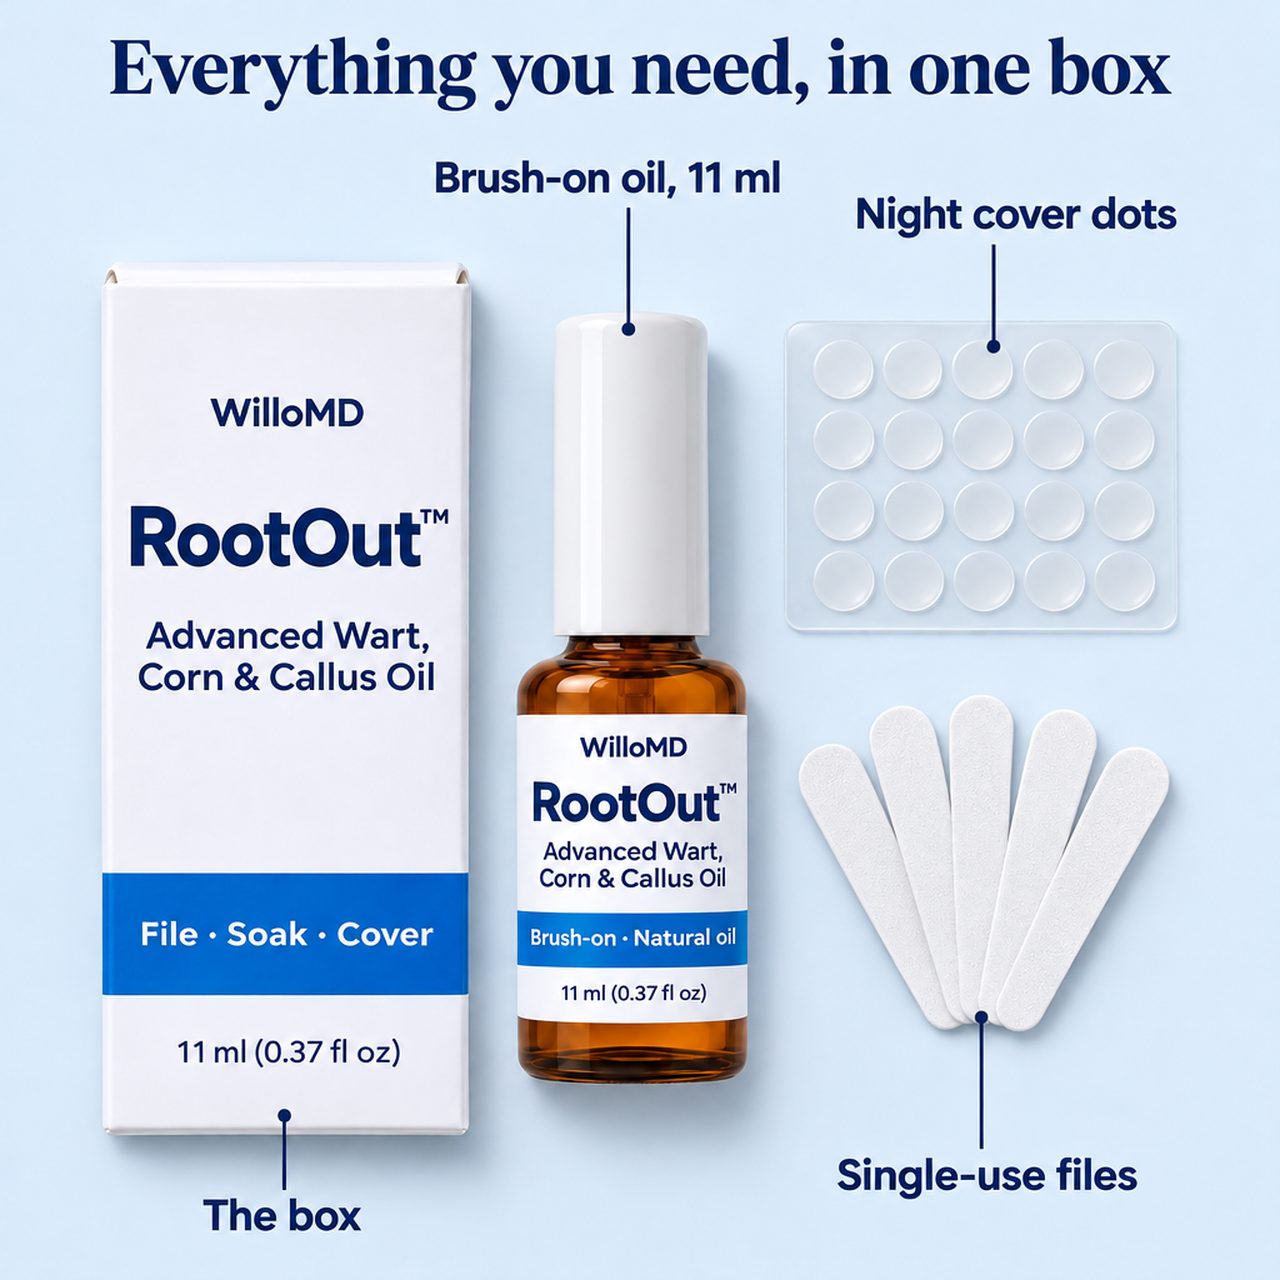 Everything you need, in one box
Brush-on oil, 11 ml
Night cover dots
WilloMD
RootOut™
Advanced Wart,
Corn & Callus Oil
File · Soak · Cover
11 ml (0.37 fl oz)
The box
WilloMD
RootOut™
Advanced Wart,
Corn & Callus Oil
Brush-on · Natural oil
11 ml (0.37 fl oz)
Single-use files